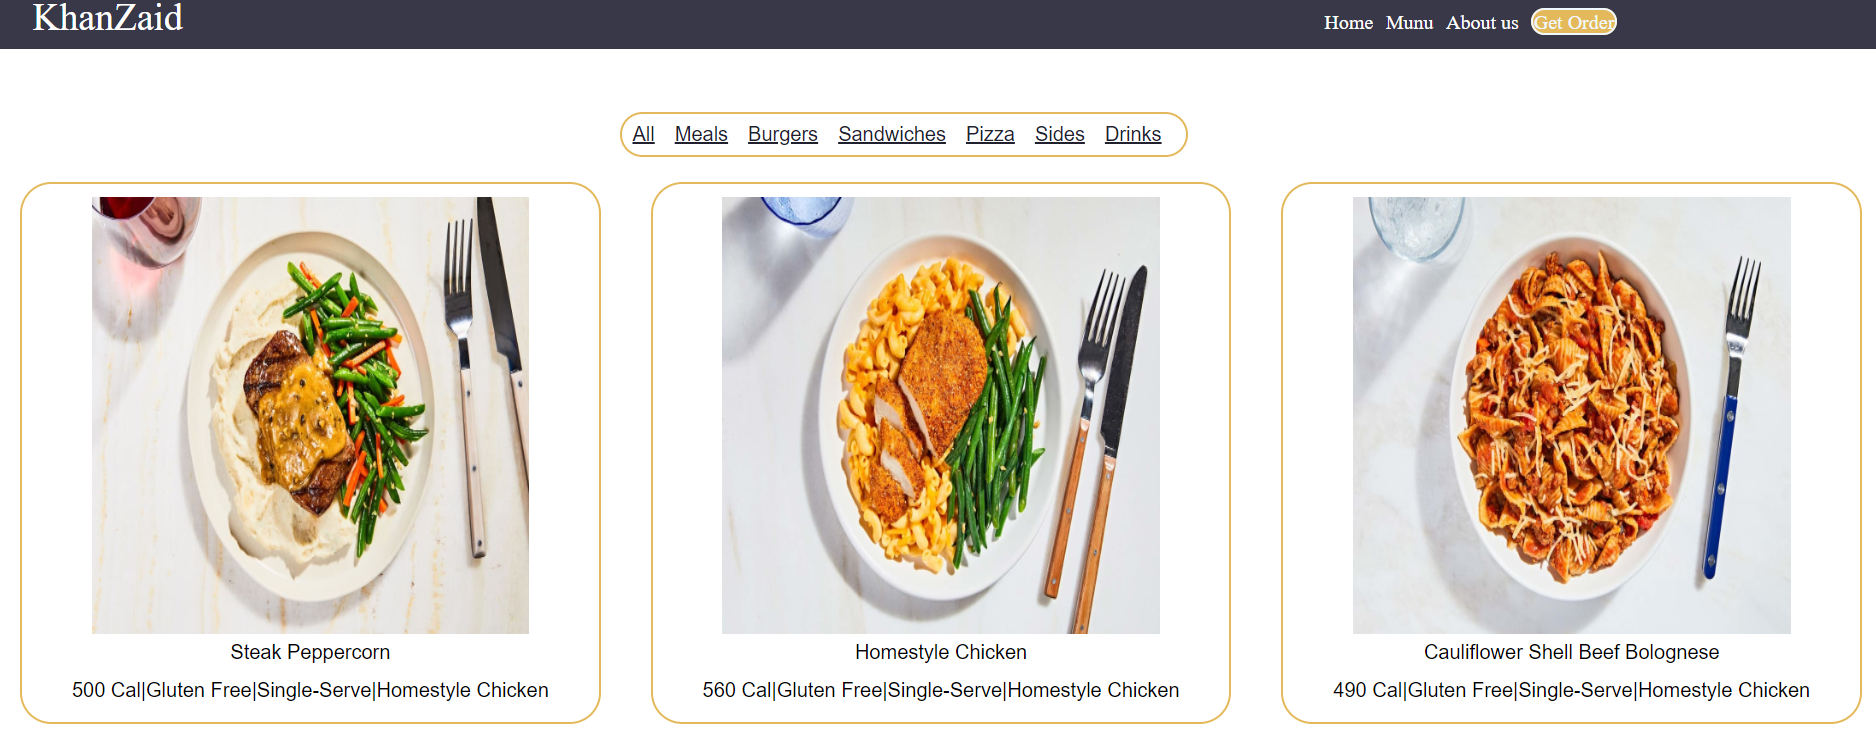 KhanZaid
Home Munu About us Get Order
All Meals Burgers Sandwiches Pizza Sides Drinks
Steak Peppercorn
500 Cal|Gluten Free|Single-Serve|Homestyle Chicken
Homestyle Chicken
560 Cal|Gluten Free|Single-Serve|Homestyle Chicken
Cauliflower Shell Beef Bolognese
490 Cal|Gluten Free|Single-Serve|Homestyle Chicken